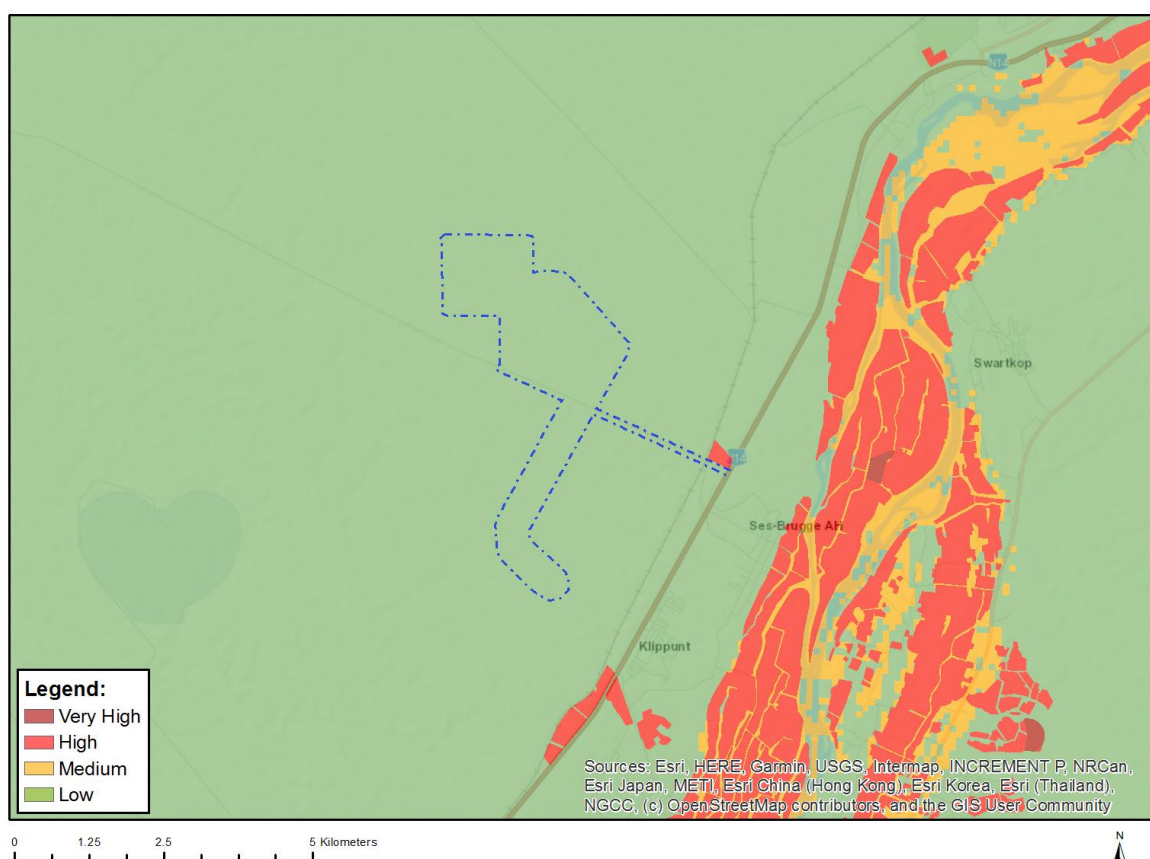 N14
Swartkop
N14
Ses-Brugge AH
Klippunt
Legend:
Very High
High
Medium
Low
Sources: Esri, HERE, Garmin, USGS, Intermap, INCREMENT P, NRCan,
Esri Japan, METI, Esri China (Hong Kong), Esri Korea, Esri (Thailand),
NGCC, (c) OpenStreetMap contributors, and the GIS User Community
0 1.25 2.5 5 Kilometers
N